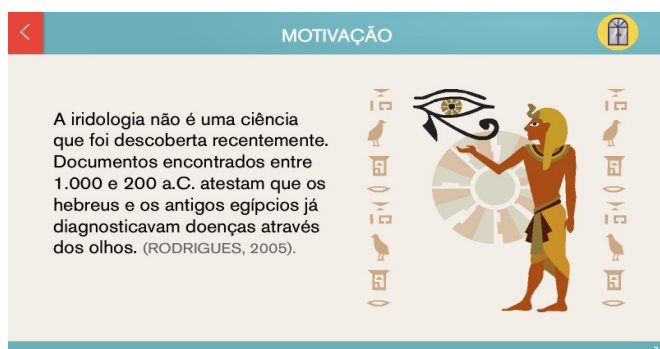 MOTIVAÇÃO
A iridologia não é uma ciência
que foi descoberta recentemente.
Documentos encontrados entre
1.000 e 200 a.C. atestam que os
hebreus e os antigos egípcios já
diagnosticavam doenças através
dos olhos. (RODRIGUES, 2005).